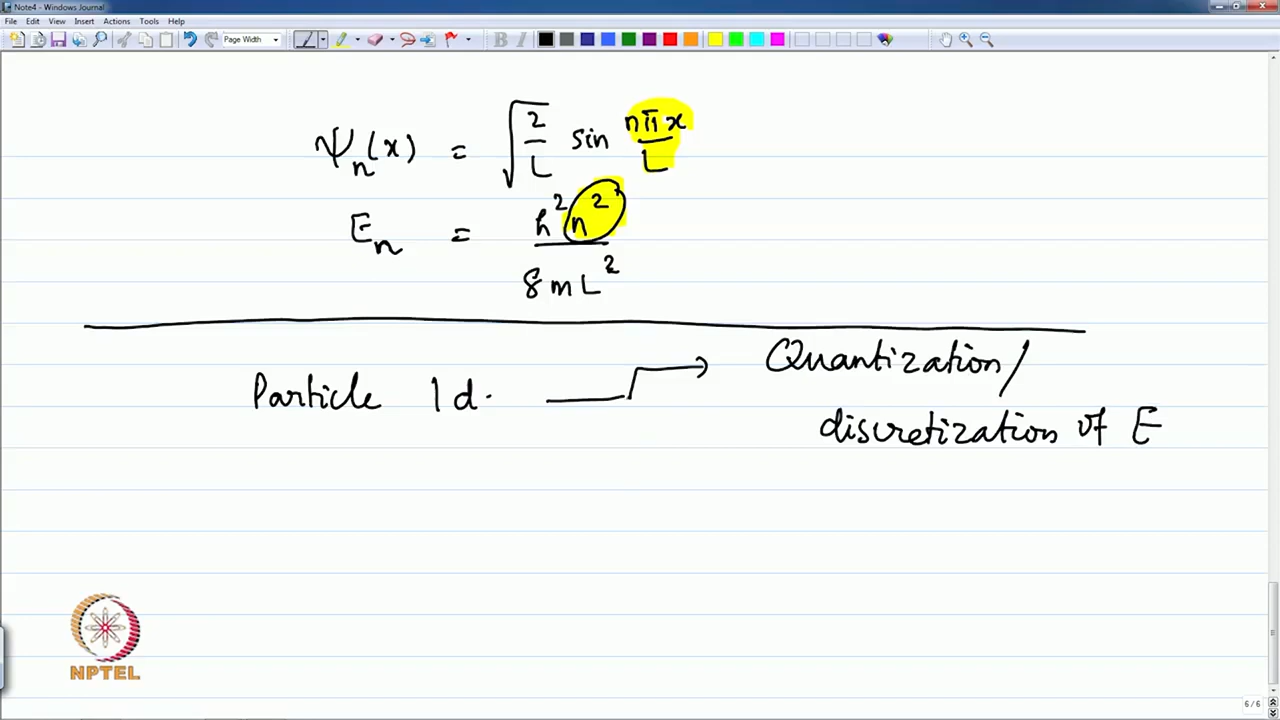 Note4 - Windows Journal
File Edit View Insert Actions Tools Help
Page Width
B I
ψn(x) = √(2/L) sin nπx/L
En = h²n²/8mL²
Particle 1d. → Quantization/
discretization of E
NPTEL
6/6